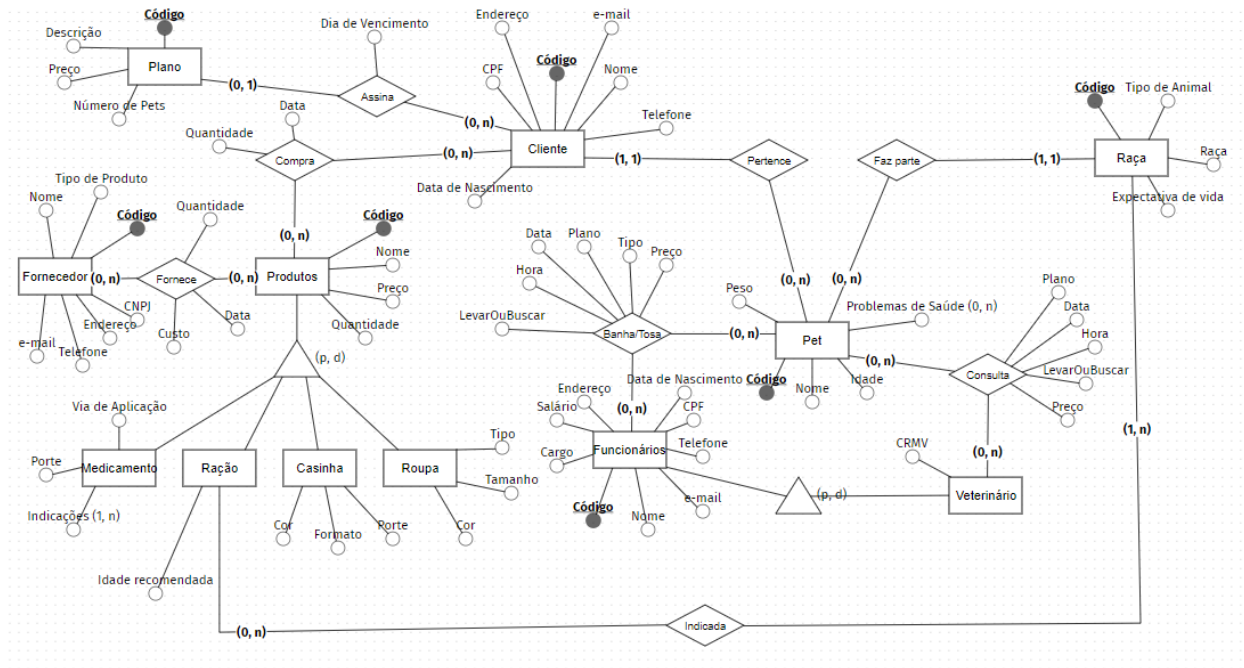 Código
Descrição
Plano
Preço
Número de Pets
(0, 1)
Dia de Vencimento
Assina
Endereço
e-mail
CPF
Código
Nome
Telefone
(0, n)
Cliente
Data de Nascimento
Data
Quantidade
Compra
(0, n)
(0, n)
(1, 1)
Pertence
(0, n)
Faz parte
(0, n)
(1, 1)
Código
Tipo de Animal
Raça
Raça
Expectativa de vida
Tipo de Produto
Nome
Código
Fornecedor
(0, n)
CNPJ
Endereço
Telefone
e-mail
Quantidade
Fornece
(0, n)
Data
Custo
Código
Produtos
Nome
Preço
Quantidade
(p, d)
Data
Plano
Tipo
Preço
Hora
LevarOuBuscar
Banha/Tosa
(0, n)
(0, n)
Peso
Problemas de Saúde (0, n)
Pet
Código
Nome
Idade
(0, n)
Plano
Data
Hora
LevarOuBuscar
Preço
Consulta
(0, n)
CRMV
Veterinário
(p, d)
Endereço
Data de Nascimento
Salário
CPF
Cargo
Funcionários
Telefone
e-mail
Código
Nome
Via de Aplicação
Porte
Medicamento
Indicações (1, n)
Ração
Idade recomendada
Casinha
Cor
Formato
Porte
Roupa
Tipo
Tamanho
Cor
(0, n)
Indicada
(1, n)